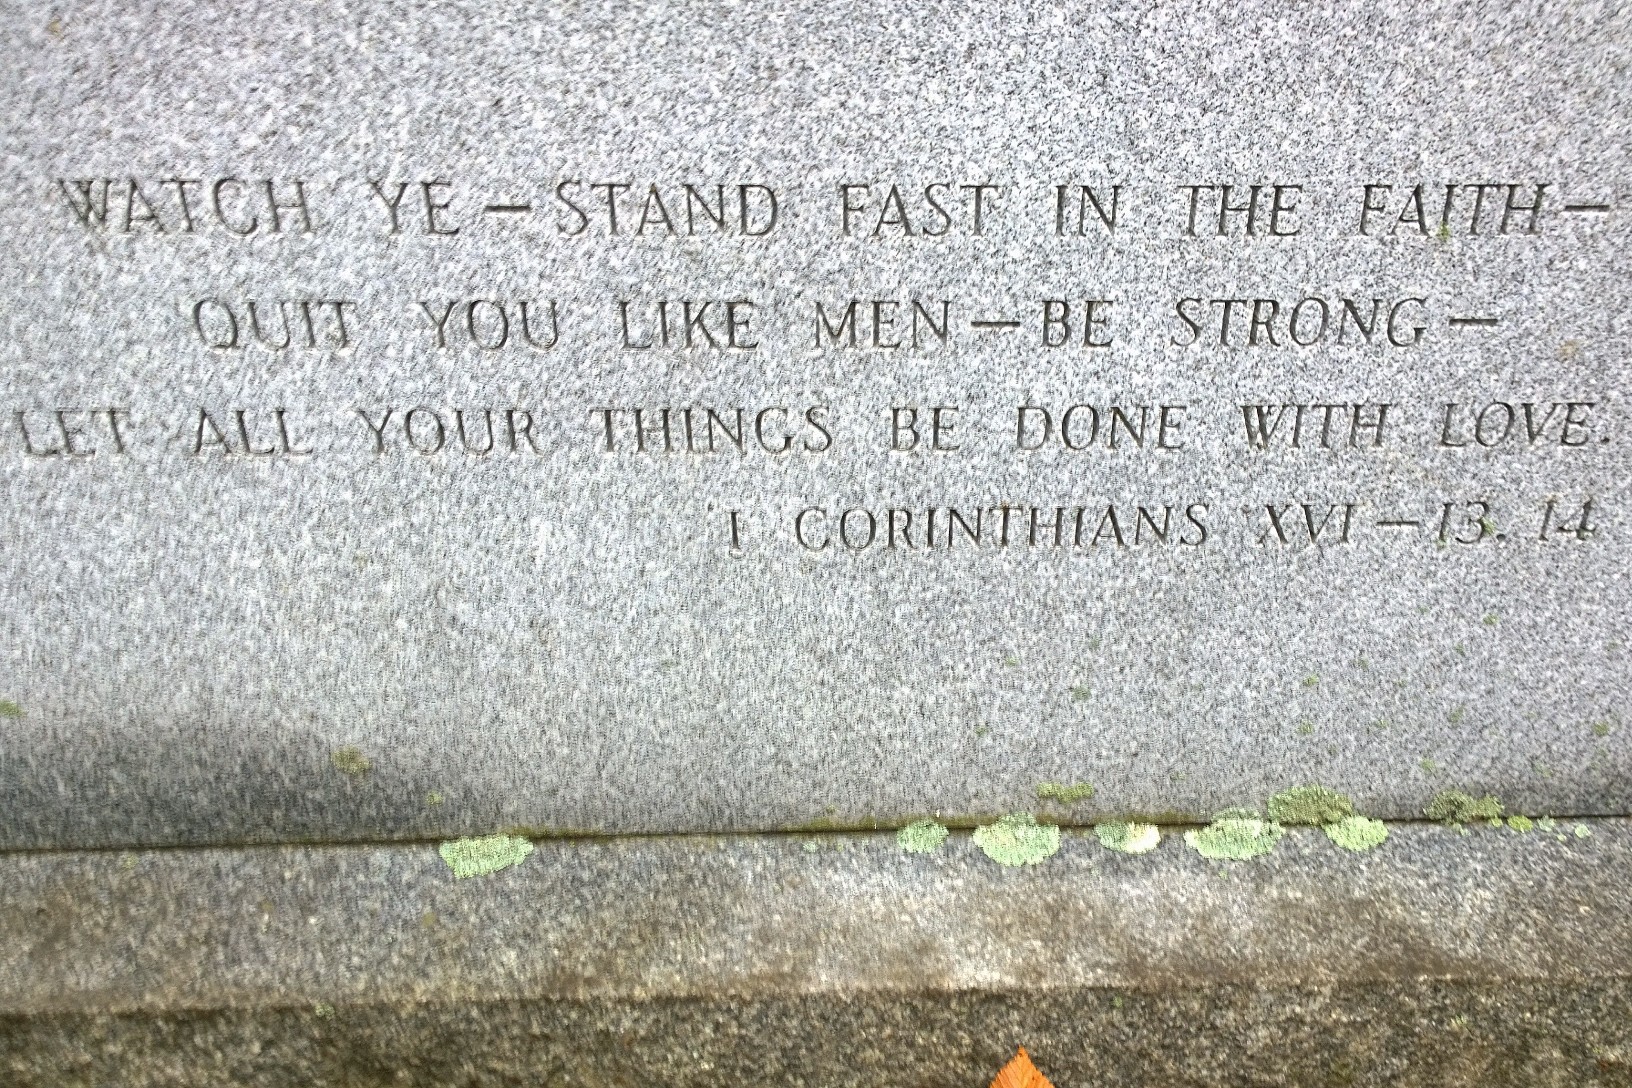 WATCH YE — STAND FAST IN THE FAITH —
QUIT YOU LIKE MEN — BE STRONG —
LET ALL YOUR THINGS BE DONE WITH LOVE.
I CORINTHIANS XVI — 13. 14